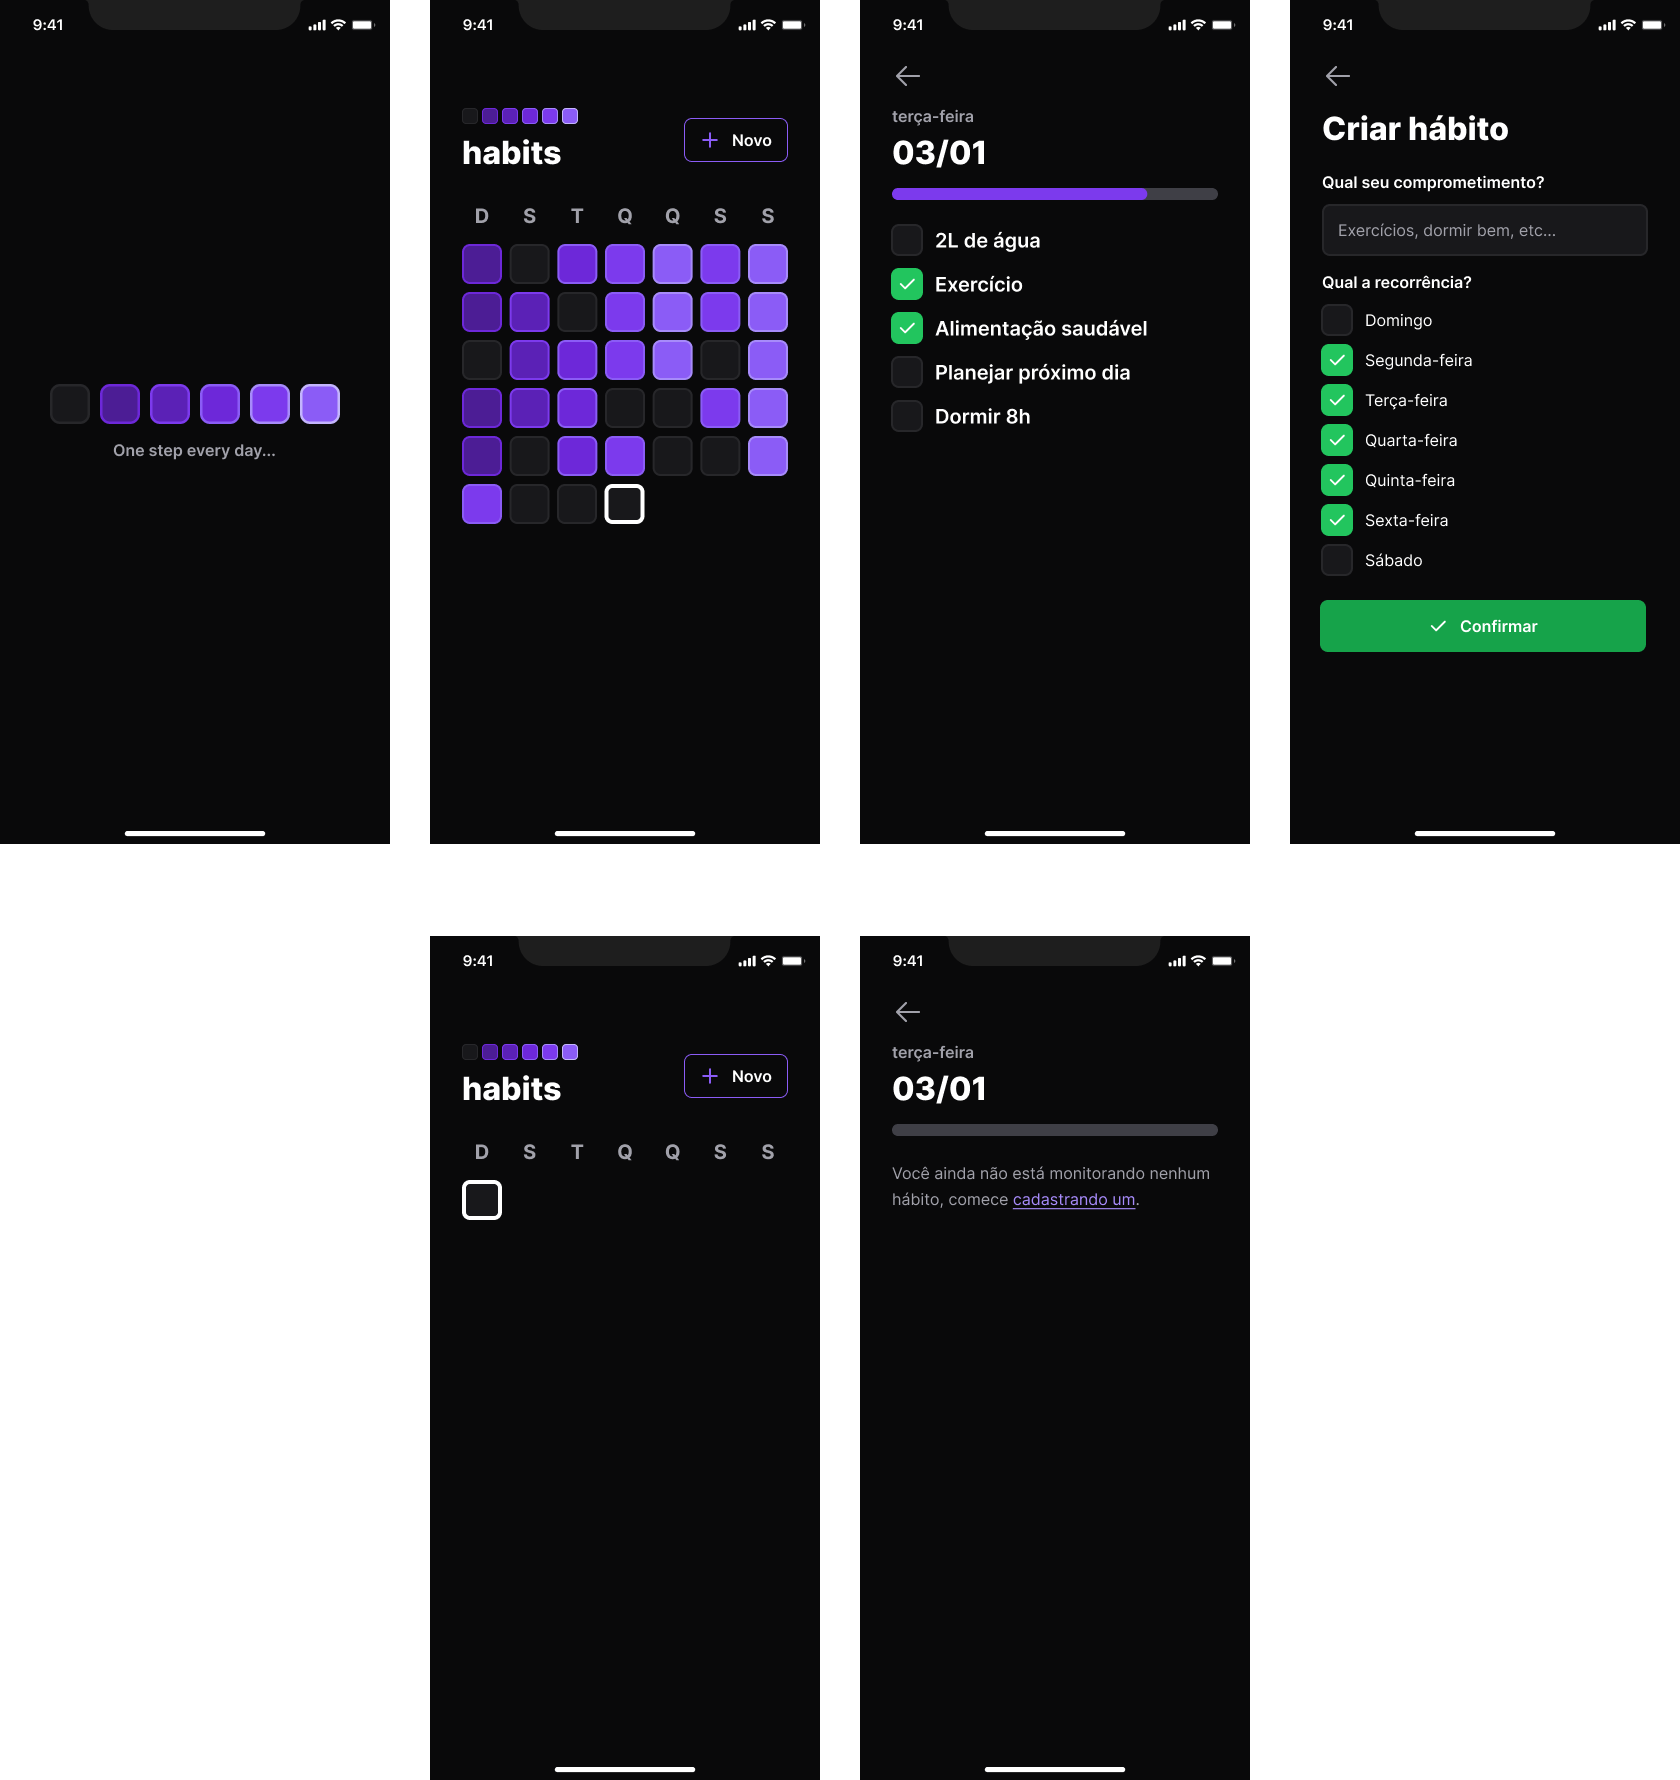 9:41
One step every day...
9:41
habits
Novo
D S T Q Q S S
9:41
terça-feira
03/01
2L de água
Exercício
Alimentação saudável
Planejar próximo dia
Dormir 8h
9:41
Criar hábito
Qual seu comprometimento?
Exercícios, dormir bem, etc...
Qual a recorrência?
Domingo
Segunda-feira
Terça-feira
Quarta-feira
Quinta-feira
Sexta-feira
Sábado
Confirmar
9:41
habits
Novo
D S T Q Q S S
9:41
terça-feira
03/01
Você ainda não está monitorando nenhum
hábito, comece cadastrando um.